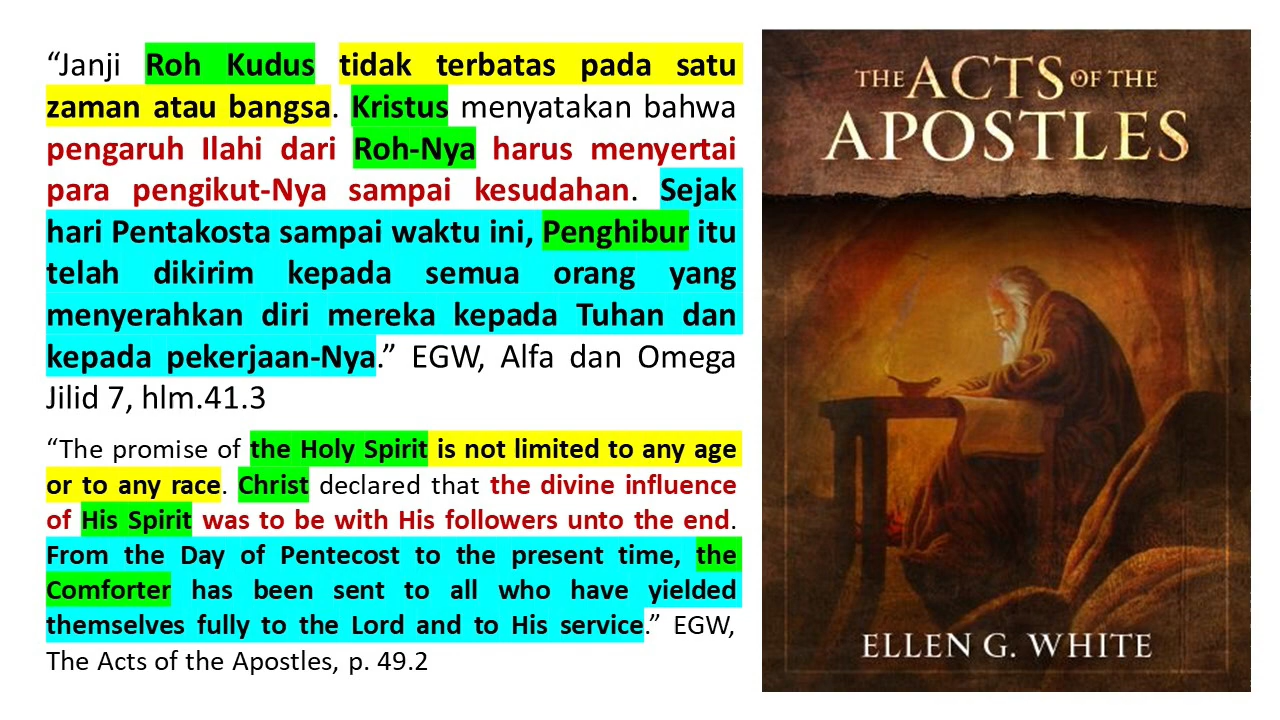 “Janji Roh Kudus tidak terbatas pada satu
zaman atau bangsa. Kristus menyatakan bahwa
pengaruh Ilahi dari Roh-Nya harus menyertai
para pengikut-Nya sampai kesudahan. Sejak
hari Pentakosta sampai waktu ini, Penghibur itu
telah dikirim kepada semua orang yang
menyerahkan diri mereka kepada Tuhan dan
kepada pekerjaan-Nya.” EGW, Alfa dan Omega
Jilid 7, hlm.41.3
“The promise of the Holy Spirit is not limited to any age
or to any race. Christ declared that the divine influence
of His Spirit was to be with His followers unto the end.
From the Day of Pentecost to the present time, the
Comforter has been sent to all who have yielded
themselves fully to the Lord and to His service.” EGW,
The Acts of the Apostles, p. 49.2
THE ACTS OF THE
APOSTLES
ELLEN G. WHITE